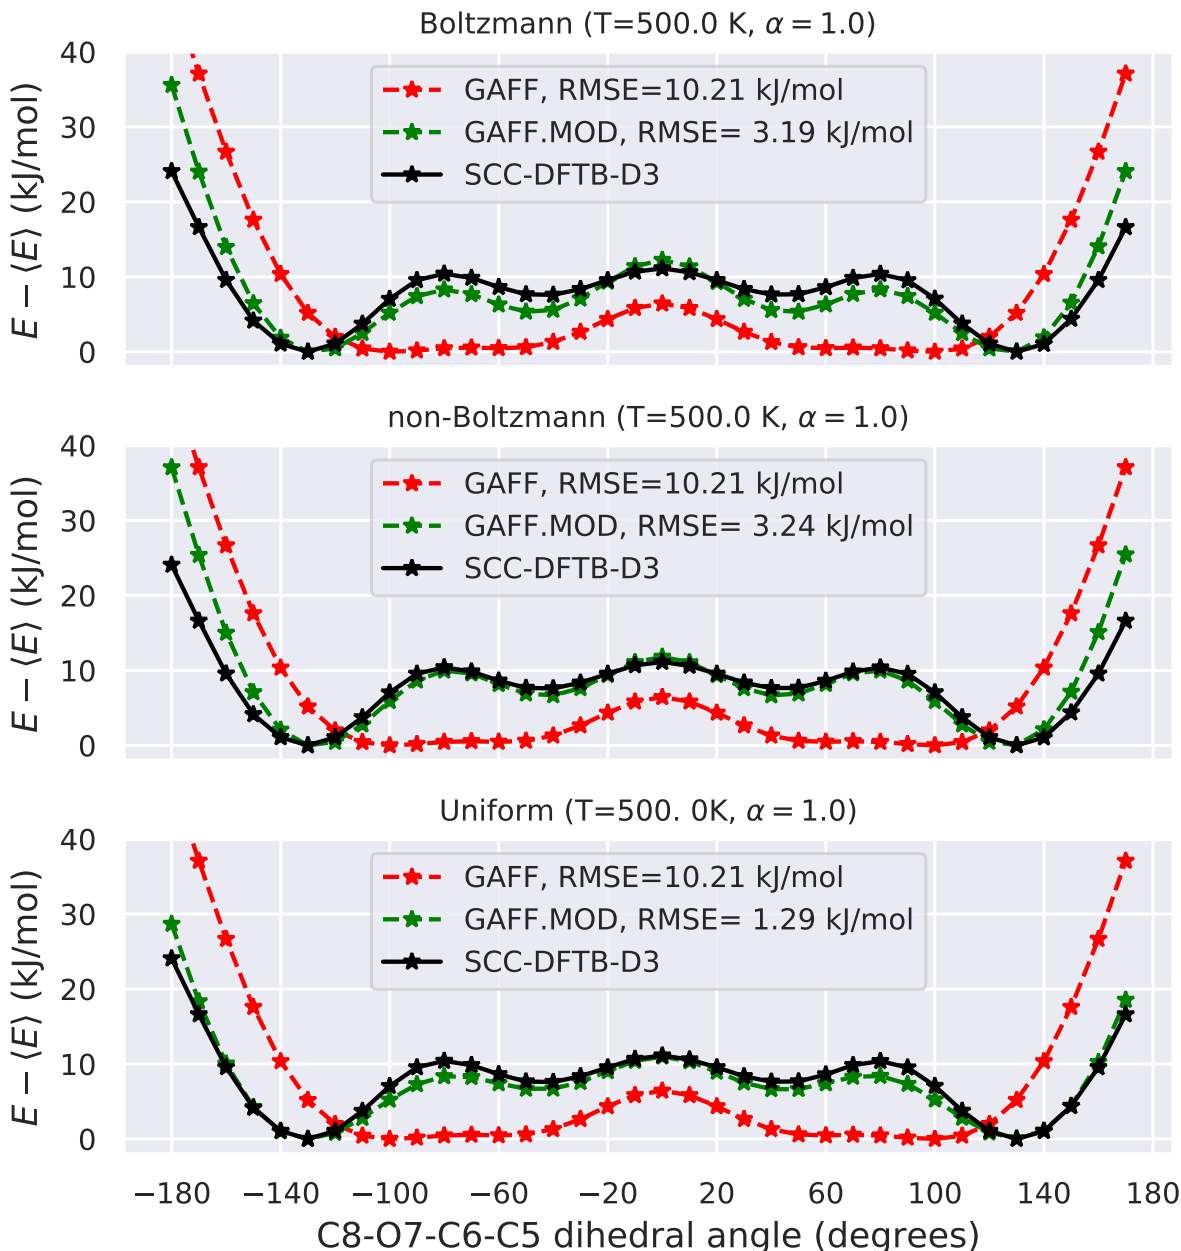 Boltzmann (T=500.0 K, α = 1.0)
40
30
20
10
0
E − ⟨E⟩ (kJ/mol)
GAFF, RMSE=10.21 kJ/mol
GAFF.MOD, RMSE= 3.19 kJ/mol
SCC-DFTB-D3
non-Boltzmann (T=500.0 K, α = 1.0)
40
30
20
10
0
E − ⟨E⟩ (kJ/mol)
GAFF, RMSE=10.21 kJ/mol
GAFF.MOD, RMSE= 3.24 kJ/mol
SCC-DFTB-D3
Uniform (T=500. 0K, α = 1.0)
40
30
20
10
0
E − ⟨E⟩ (kJ/mol)
GAFF, RMSE=10.21 kJ/mol
GAFF.MOD, RMSE= 1.29 kJ/mol
SCC-DFTB-D3
−180 −140 −100 −60 −20 20 60 100 140 180
C8-O7-C6-C5 dihedral angle (degrees)